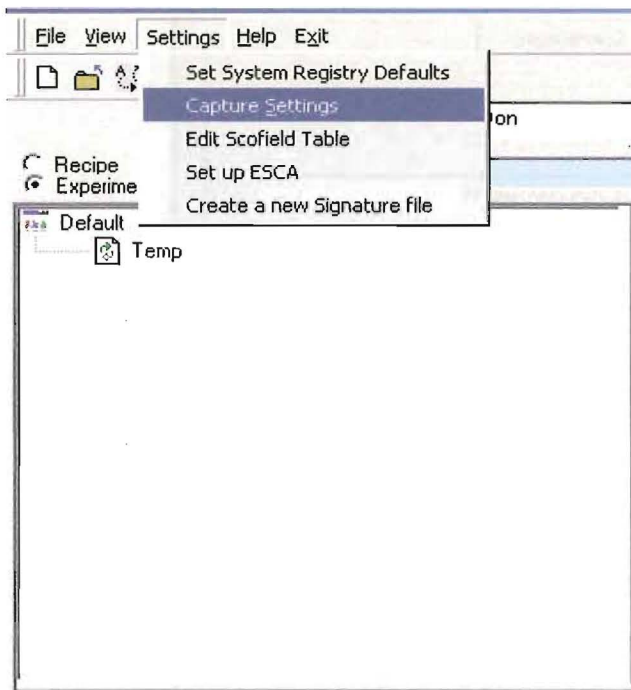 File View Settings Help Exit
Set System Registry Defaults
Capture Settings
on
Edit Scofield Table
Recipe
Set up ESCA
Experime
Create a new Signature file
Default
Temp